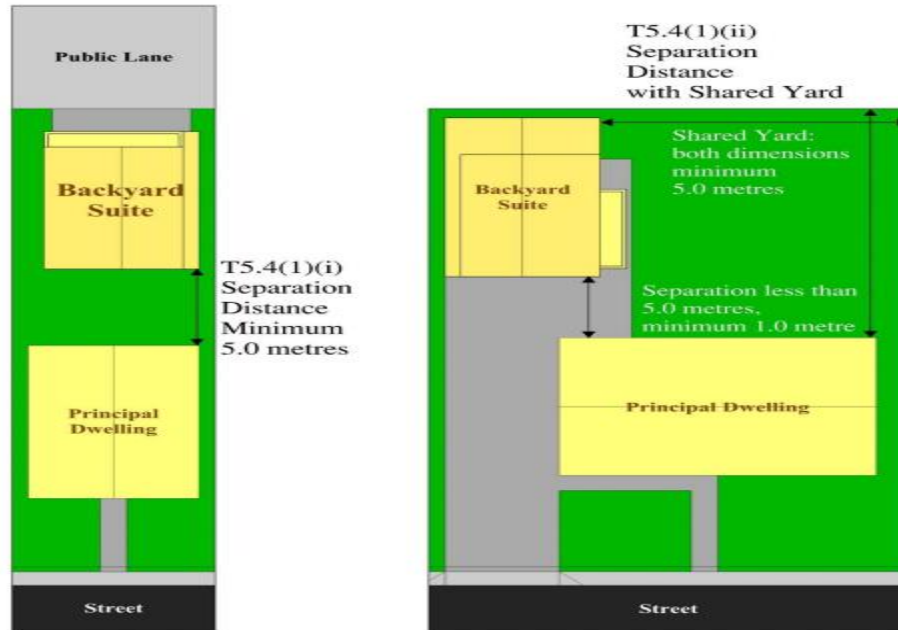 Public Lane
Backyard
Suite
T5.4(1)(i)
Separation
Distance
Minimum
5.0 metres
Principal
Dwelling
Street
T5.4(1)(ii)
Separation
Distance
with Shared Yard
Shared Yard:
both dimensions
minimum
5.0 metres
Backyard
Suite
Separation less than
5.0 metres,
minimum 1.0 metre
Principal Dwelling
Street